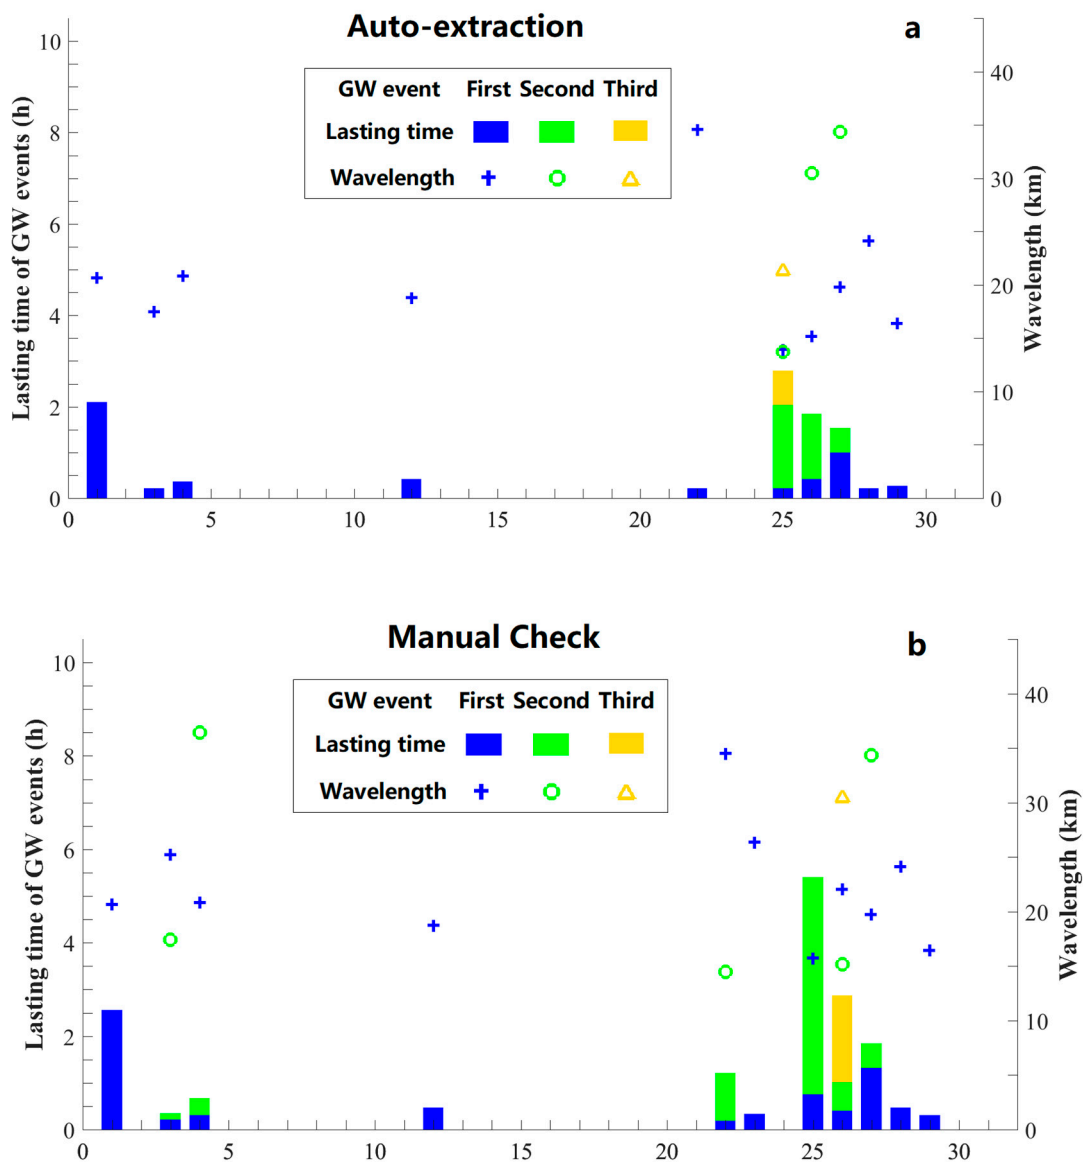 Auto-extraction
a
GW event First Second Third
Lasting time
Wavelength
Lasting time of GW events (h)
10
8
6
4
2
0
Wavelength (km)
40
30
20
10
0
0 5 10 15 20 25 30
Manual Check
b
GW event First Second Third
Lasting time
Wavelength
Lasting time of GW events (h)
10
8
6
4
2
0
Wavelength (km)
40
30
20
10
0
0 5 10 15 20 25 30